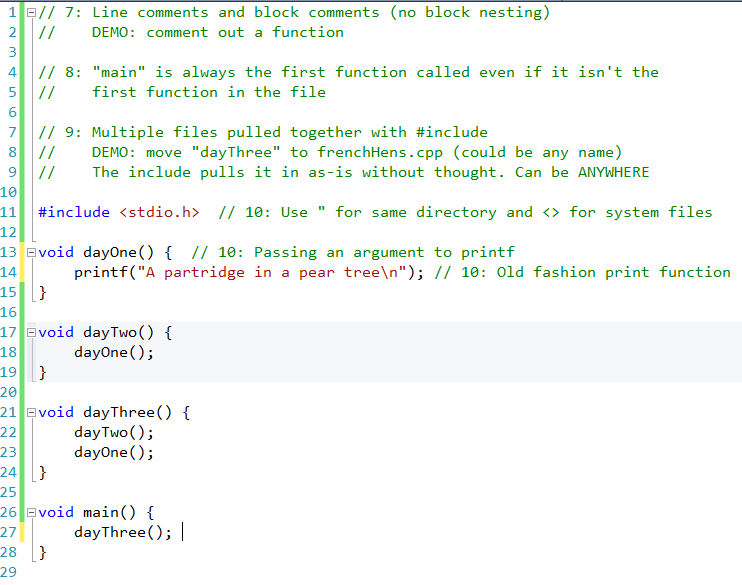 1 // 7: Line comments and block comments (no block nesting)
2 //    DEMO: comment out a function
3
4 // 8: "main" is always the first function called even if it isn't the
5 //    first function in the file
6
7 // 9: Multiple files pulled together with #include
8 //    DEMO: move "dayThree" to frenchHens.cpp (could be any name)
9 //    The include pulls it in as-is without thought. Can be ANYWHERE
10
11 #include <stdio.h>  // 10: Use " for same directory and <> for system files
12
13 void dayOne() {  // 10: Passing an argument to printf
14     printf("A partridge in a pear tree\n"); // 10: Old fashion print function
15 }
16
17 void dayTwo() {
18     dayOne();
19 }
20
21 void dayThree() {
22     dayTwo();
23     dayOne();
24 }
25
26 void main() {
27     dayThree();
28 }
29